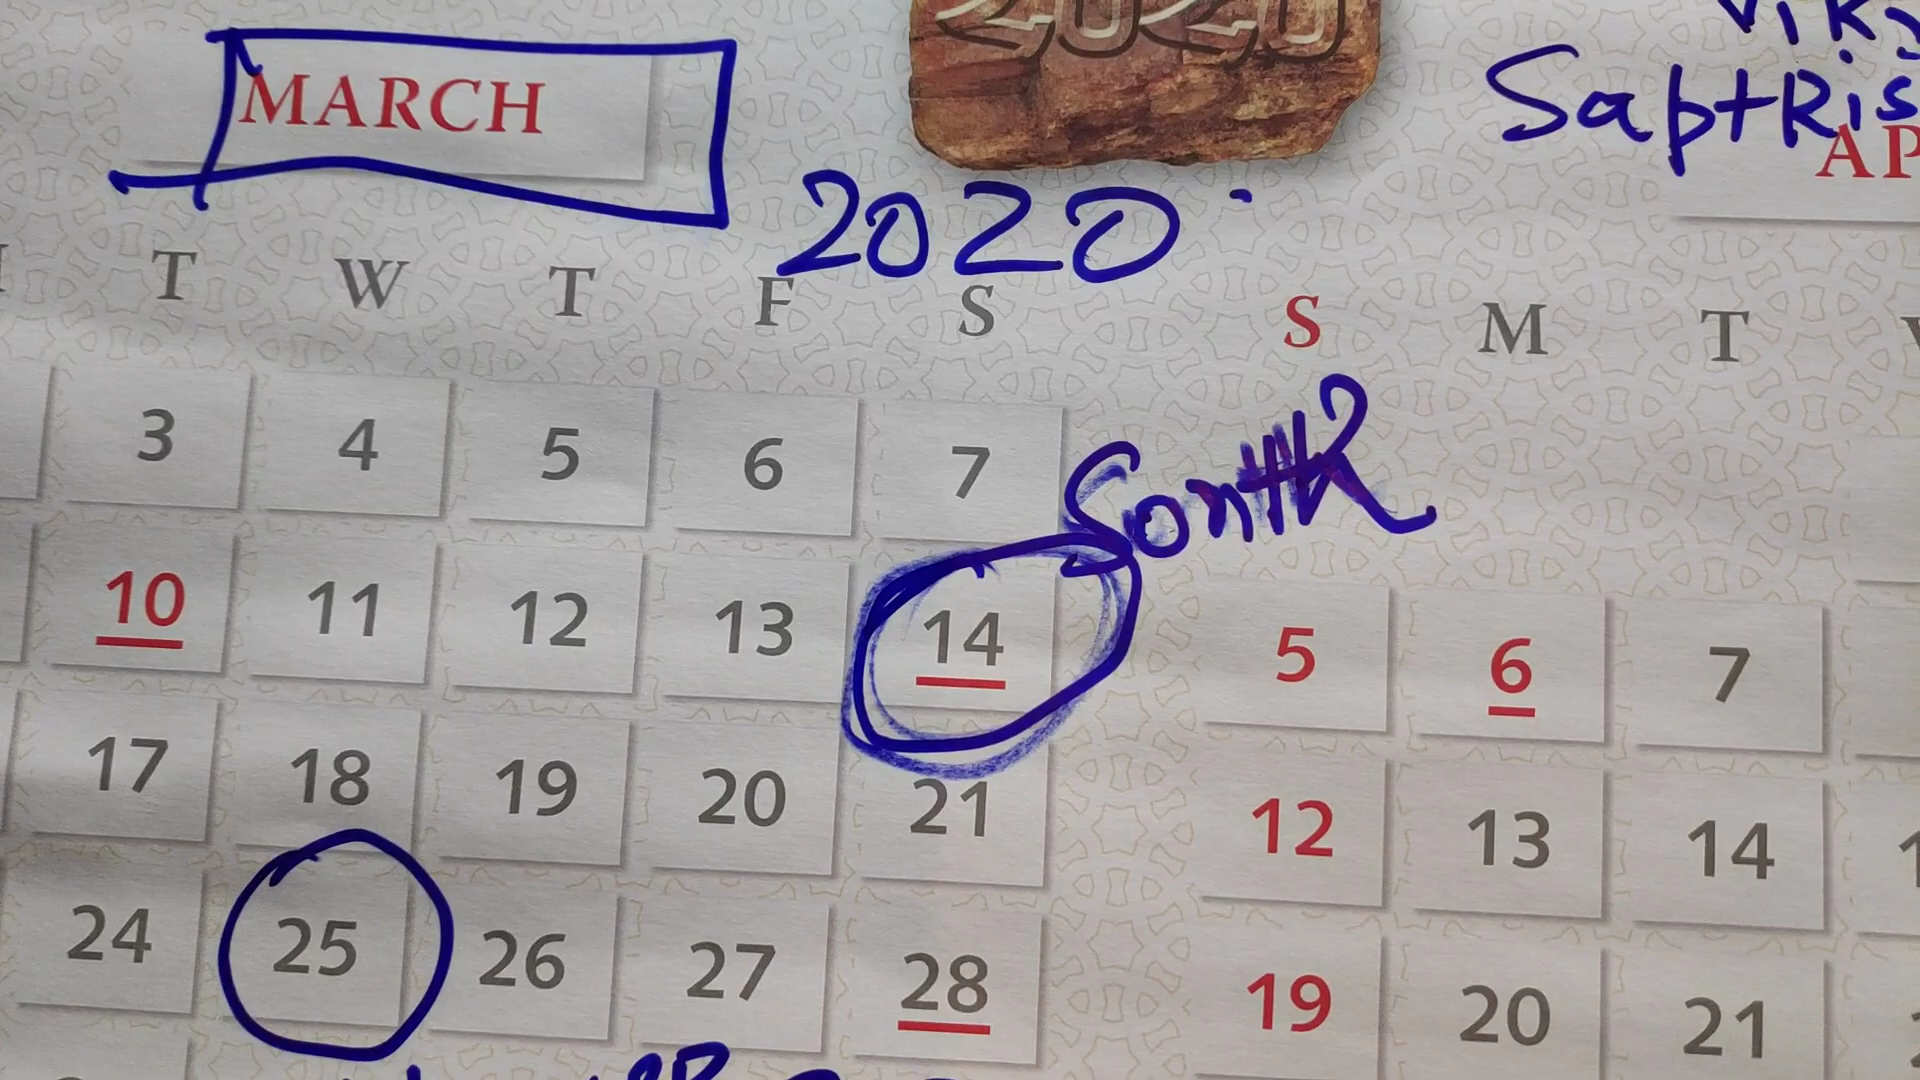 2020
MARCH
SaptRis
AP
2020
T W T F S
S M T
3 4 5 6 7
Sonth
10 11 12 13 14
5 6 7
17 18 19 20 21
12 13 14
24 25 26 27 28
19 20 21